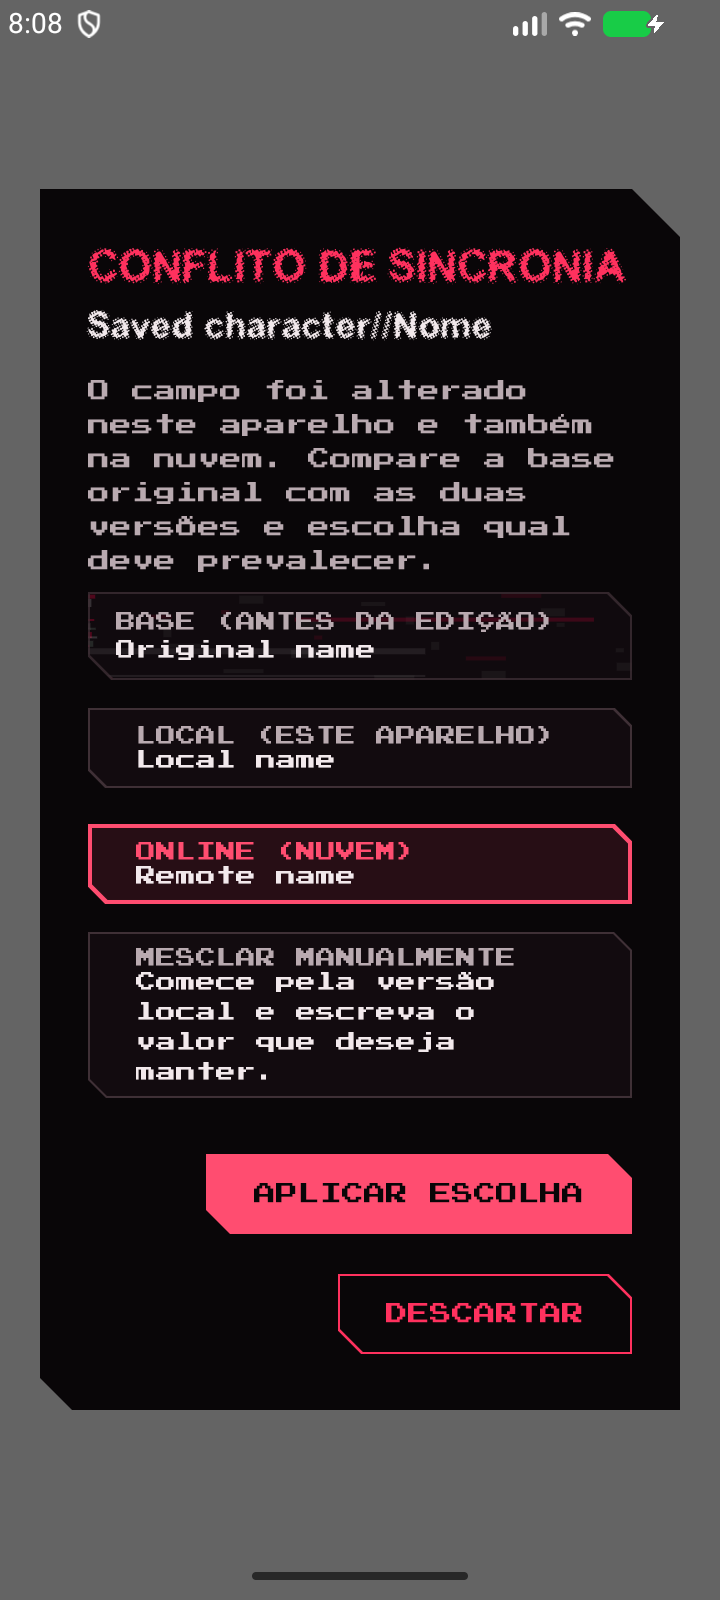 8:08
CONFLITO DE SINCRONIA
Saved character//Nome
O campo foi alterado
neste aparelho e também
na nuvem. Compare a base
original com as duas
versões e escolha qual
deve prevalecer.
BASE (ANTES DA EDIÇÃO)
Original name
LOCAL (ESTE APARELHO)
Local name
ONLINE (NUVEM)
Remote name
MESCLAR MANUALMENTE
Comece pela versão
local e escreva o
valor que deseja
manter.
APLICAR ESCOLHA
DESCARTAR